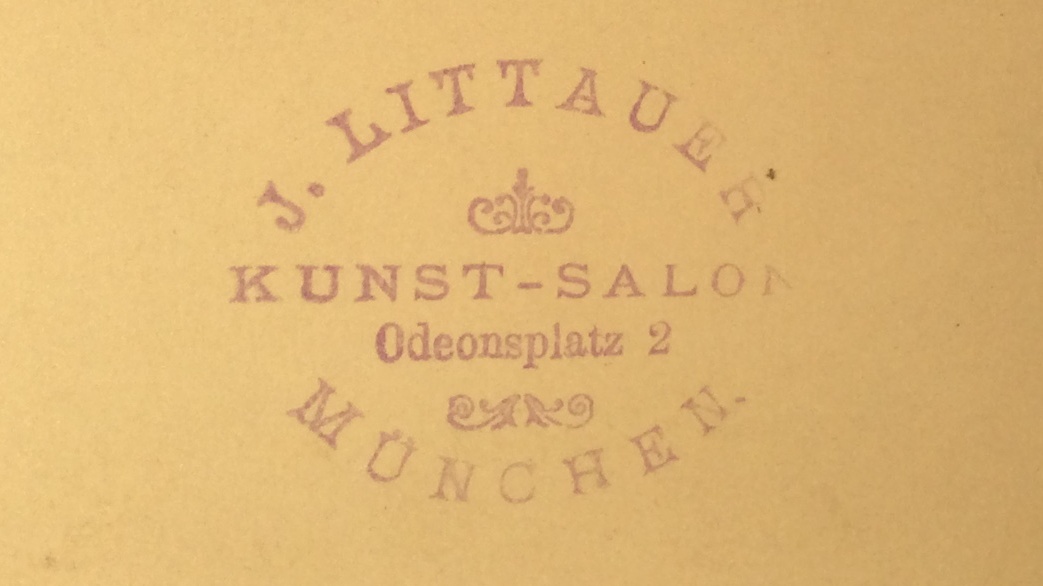 J. LITTAUER
KUNST-SALON
Odeonsplatz 2
MÜNCHEN.